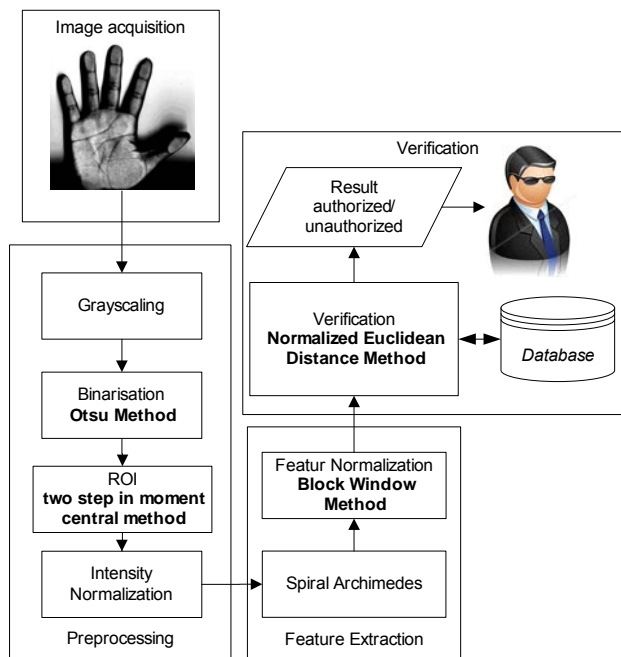 Image acquisition
Grayscaling
Binarisation
Otsu Method
ROI
two step in moment
central method
Intensity
Normalization
Preprocessing
Spiral Archimedes
Featur Normalization
Block Window
Method
Feature Extraction
Verification
Normalized Euclidean
Distance Method
Database
Result
authorized/
unauthorized
Verification